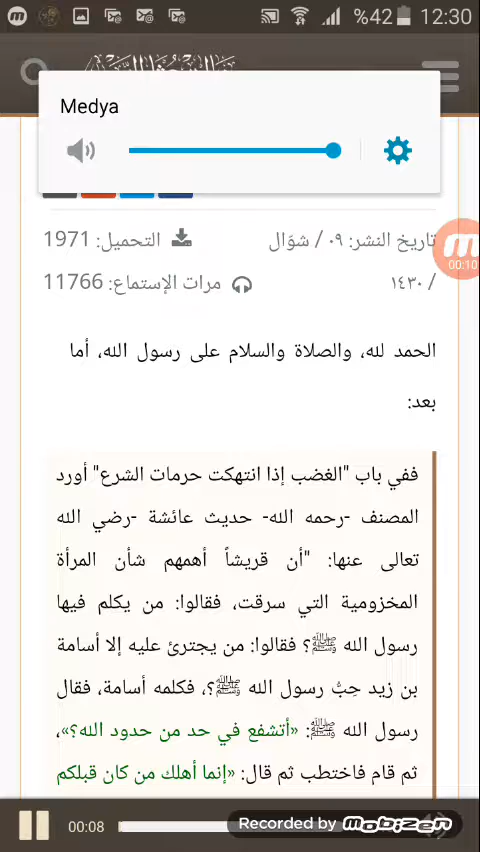 %42 12:30
Medya
تاريخ النشر: ٠٩ / شوّال
التحميل: 1971
/ ١٤٣٠
مرات الإستماع: 11766
00:10
الحمد لله، والصلاة والسلام على رسول الله، أما
بعد:
ففي باب "الغضب إذا انتهكت حرمات الشرع" أورد
المصنف -رحمه الله- حديث عائشة -رضي الله
تعالى عنها: "أن قريشاً أهمهم شأن المرأة
المخزومية التي سرقت، فقالوا: من يكلم فيها
رسول الله ﷺ؟ فقالوا: من يجترئ عليه إلا أسامة
بن زيد حِبُّ رسول الله ﷺ؟، فكلمه أسامة، فقال
رسول الله ﷺ: «أتشفع في حد من حدود الله؟»،
ثم قام فاختطب ثم قال: «إنما أهلك من كان قبلكم
00:08
Recorded by mobizen